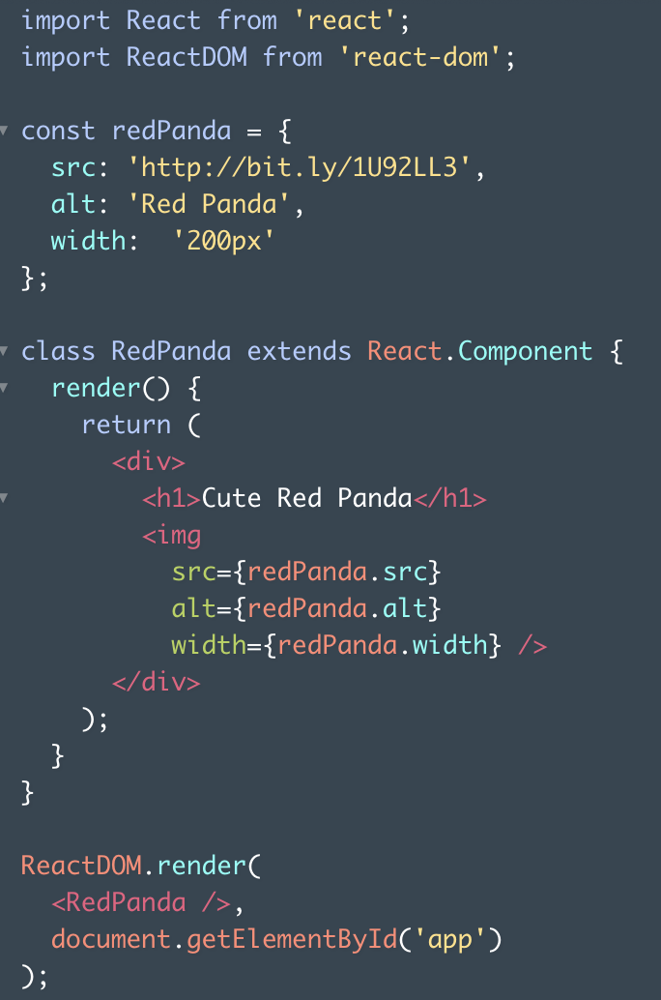 import React from 'react';
import ReactDOM from 'react-dom';

const redPanda = {
  src: 'http://bit.ly/1U92LL3',
  alt: 'Red Panda',
  width:  '200px'
};

class RedPanda extends React.Component {
  render() {
    return (
      <div>
        <h1>Cute Red Panda</h1>
        <img
          src={redPanda.src}
          alt={redPanda.alt}
          width={redPanda.width} />
      </div>
    );
  }
}

ReactDOM.render(
  <RedPanda />,
  document.getElementById('app')
);